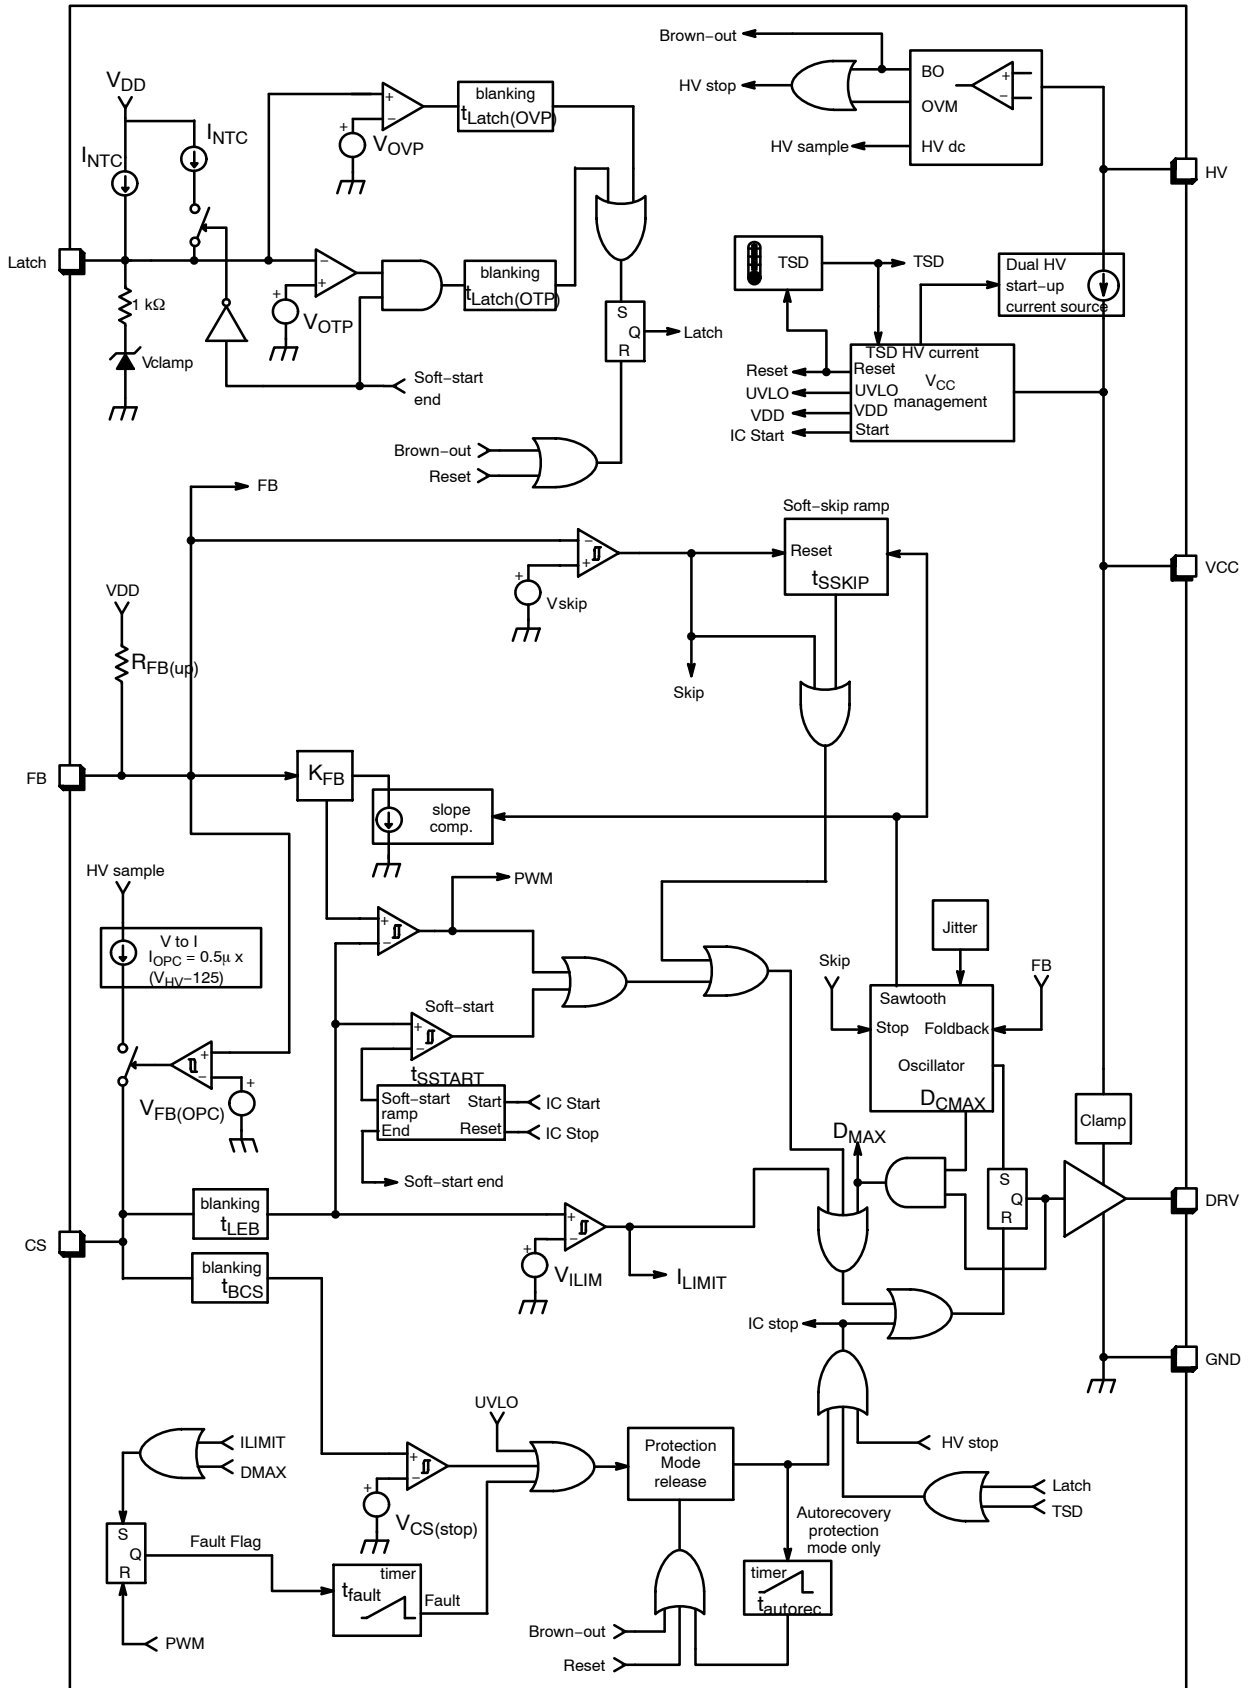 Brown−out
HV stop
BO
+
−
OVM
HV sample
HV dc
HV
VDD
INTC
INTC
+
−
blanking
tLatch(OVP)
+
VOVP
Latch
−
+
blanking
tLatch(OTP)
+
VOTP
1 kΩ
Vclamp
S
Q
R
Latch
Soft−start
end
Brown−out
Reset
TSD
TSD
Dual HV
start−up
current source
TSD HV current
Reset
Reset
VCC
management
UVLO
UVLO
VDD
VDD
IC Start
Start
FB
Soft−skip ramp
−
+
Reset
tSSKIP
+
Vskip
VCC
VDD
RFB(up)
Skip
FB
KFB
slope
comp.
HV sample
PWM
V to I
IOPC = 0.5µ x
(VHV−125)
+
−
Jitter
Skip
FB
Sawtooth
Stop
Foldback
Oscillator
DCMAX
Soft−start
+
−
tSSTART
+
−
+
VFB(OPC)
Soft−start
ramp
Start
IC Start
End
Reset
IC Stop
Soft−start end
DMAX
Clamp
S
Q
R
DRV
blanking
tLEB
CS
blanking
tBCS
+
−
+
VILIM
ILIMIT
IC stop
GND
UVLO
ILIMIT
DMAX
+
−
+
VCS(stop)
Protection
Mode
release
HV stop
Latch
TSD
Autorecovery
protection
mode only
S
Q
R
Fault Flag
timer
tfault
Fault
timer
tautorec
PWM
Brown−out
Reset